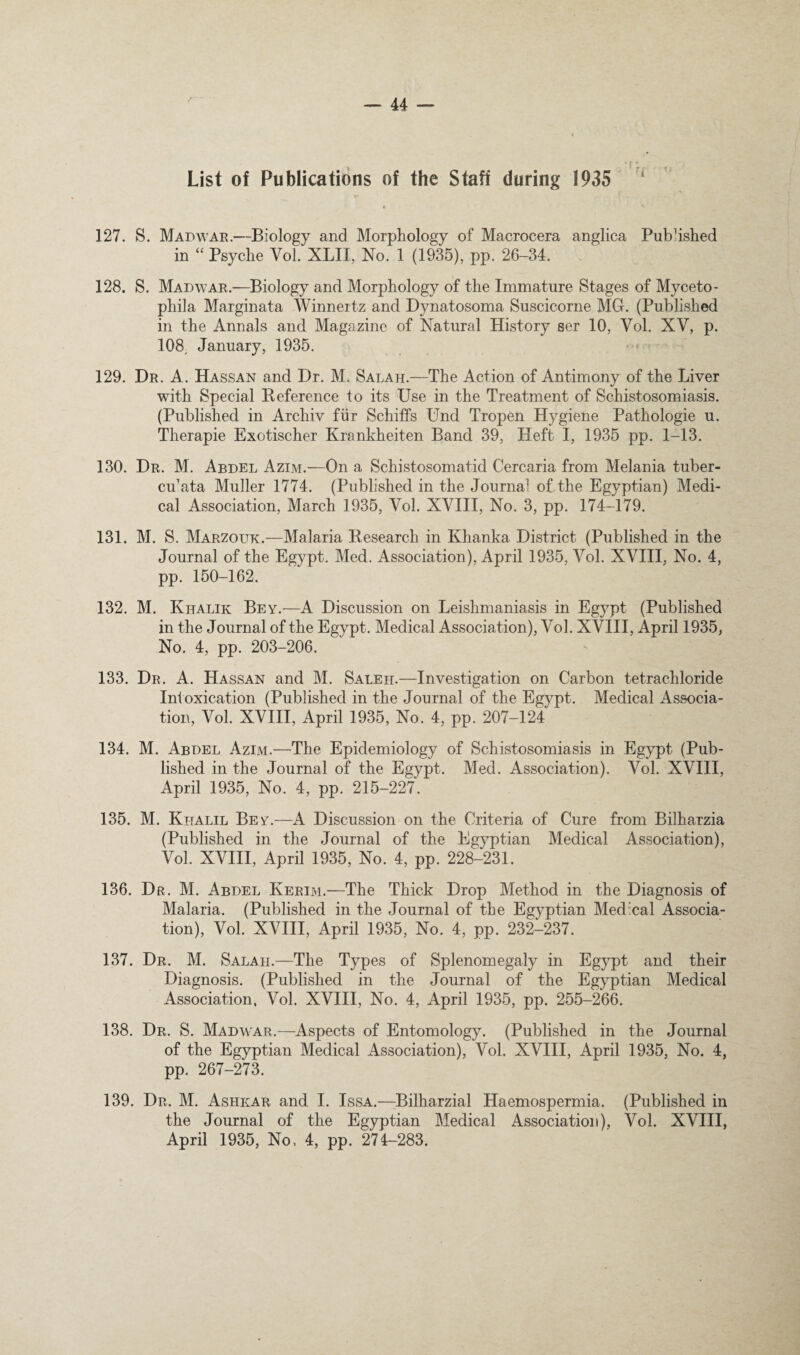 — 44 —
List of Publications of the Staff during 1935
127. S. Madwar.—Biology and Morphology of Macrocera anglica Published
in “ Psyche Vol. XLII, No. 1 (1935), pp. 26-34.
128. S. Madwar.—Biology and Morphology of the Immature Stages of Myceto-
phila Marginata Winnertz and Dynatosoma Suscicorne MG. (Published
in the Annals and Magazine of Natural History ser 10, Vol. XV, p.
108, January, 1935.
129. Dr. A. Hassan and Dr. M. Salah.—The Action of Antimony of the Liver
with Special Reference to its Use in the Treatment of Schistosomiasis.
(Published in Archiv für Schiffs Und Tropen Hygiene Pathologie u.
Therapie Exotischer Krankheiten Band 39, Heft I, 1935 pp. 1-13.
130. Dr. M. Abdel Azim.—On a Schistosomatid Cercaria from Melania tuber-
culata Muller 1774. (Published in the Journal of the Egyptian) Medi-
cal Association, March 1935, Vol. XVIII, No. 3, pp. 174-179.
131. M. S. Marzouk.—Malaria Research in Khanka District (Published in the
Journal of the Egypt. Med. Association), April 1935, Vol. XVIII, No. 4,
pp. 150-162.
132. M. Khalik Bey.—A Discussion on Leishmaniasis in Egypt (Published
in the Journal of the Egypt. Medical Association), Vol. XVIII, April 1935,
No. 4, pp. 203-206.
133. Dr. A. Hassan and M. Saleh.—Investigation on Carbon tetrachloride
Intoxication (Published in the Journal of the Egypt. Medical Associa-
tion, Vol. XVIII, April 1935, No. 4, pp. 207-124
134. M. Abdel Azim.—The Epidemiology of Schistosomiasis in Egypt (Pub-
lished in the Journal of the Egypt. Med. Association). Vol. XVIII,
April 1935, No. 4, pp. 215-227.
135. M. Khalil Bey.—A Discussion on the Criteria of Cure from Bilharzia
(Published in the Journal of the Egyptian Medical Association),
Vol. XVIII, April 1935, No. 4, pp. 228-231.
136. Dr. M. Abdel Kerim.—The Thick Drop Method in the Diagnosis of
Malaria. (Published in the Journal of the Egyptian Medical Associa-
tion), Vol. XVIII, April 1935, No. 4, pp. 232-237.
137. Dr. M. Salah.—The Types of Splenomegaly in Egypt and their
Diagnosis. (Published in the Journal of the Egyptian Medical
Association, Vol. XVIII, No. 4, April 1935, pp. 255-266.
138. Dr. S. Madwar.—Aspects of Entomology. (Published in the Journal
of the Egyptian Medical Association), Vol. XVIII, April 1935, No. 4,
pp. 267-273.
139. Dr. M. Ashkar and I. Issa.—Bilharzial Haemospermia. (Published in
the Journal of the Egyptian Medical Association), Vol. XVIII,
April 1935, No, 4, pp. 274-283.